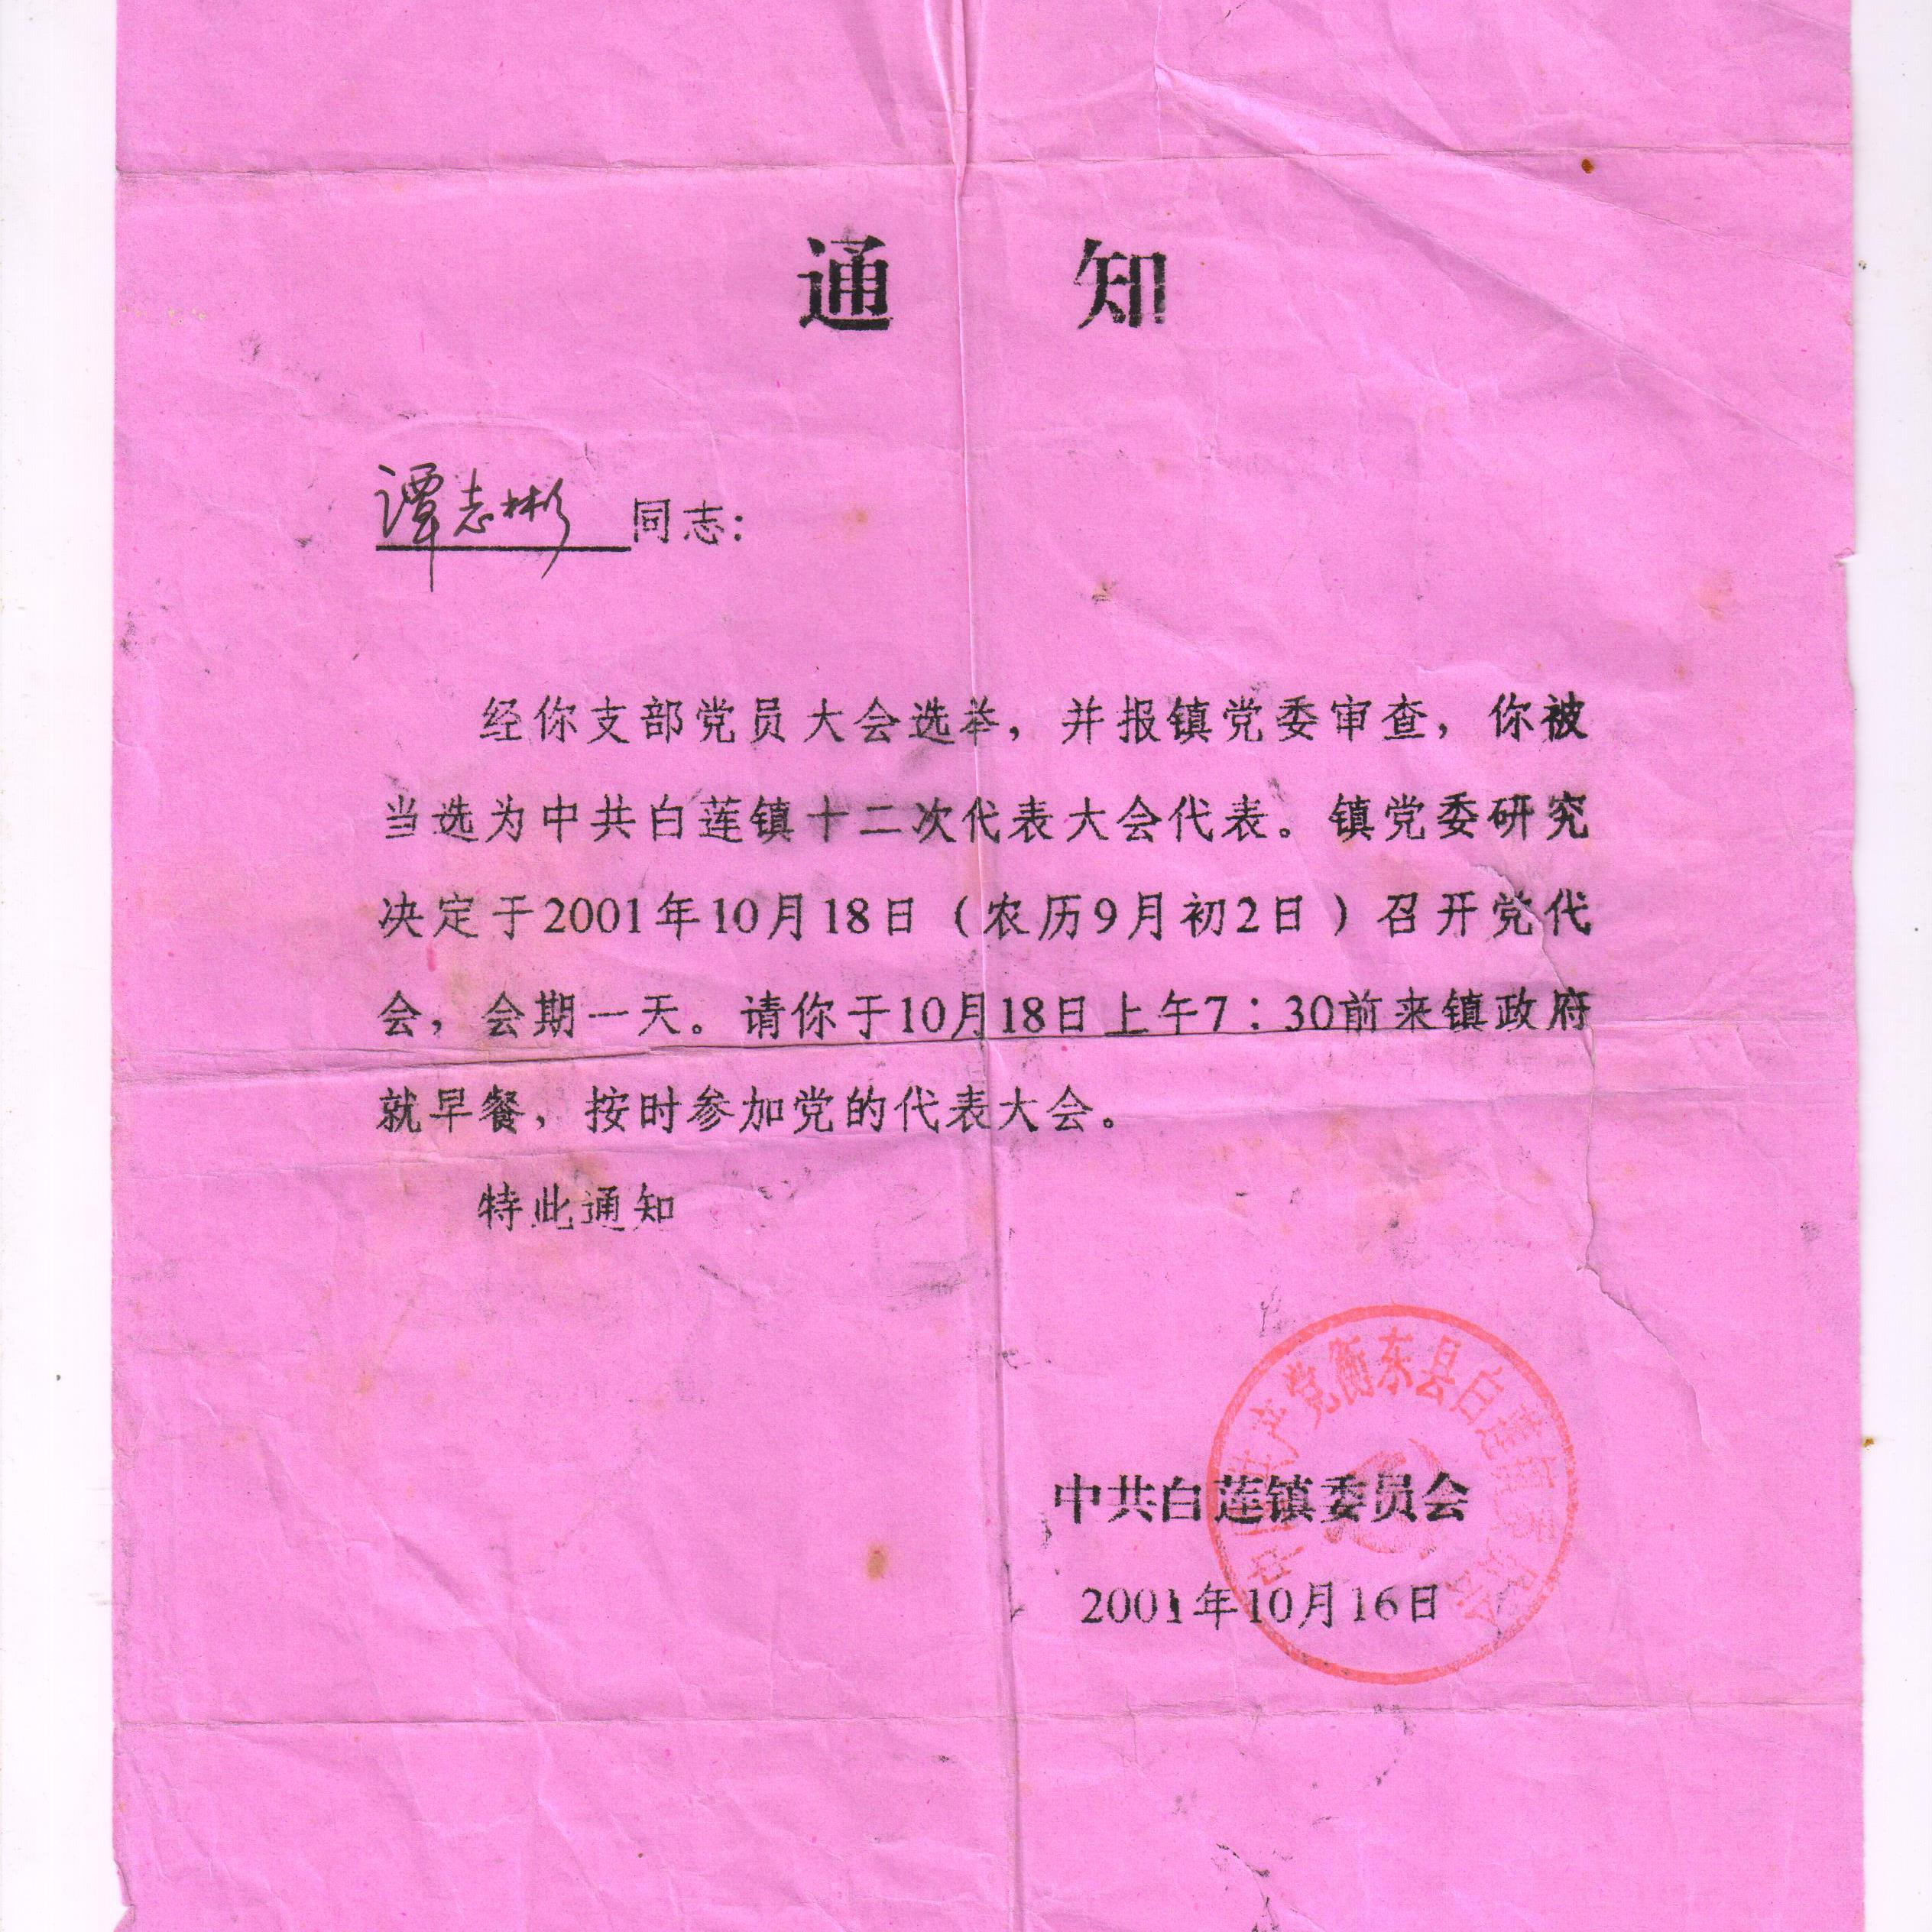 通 知
谭志彬 同志：
经你支部党员大会选举，并报镇党委审查，你被
当选为中共白莲镇十二次代表大会代表。镇党委研究
决定于2001年10月18日（农历9月初2日）召开党代
会，会期一天。请你于10月18日上午7：30前来镇政府
就早餐，按时参加党的代表大会。
特此通知
中国共产党衡东县白莲镇委员会
中共白莲镇委员会
2001年10月16日